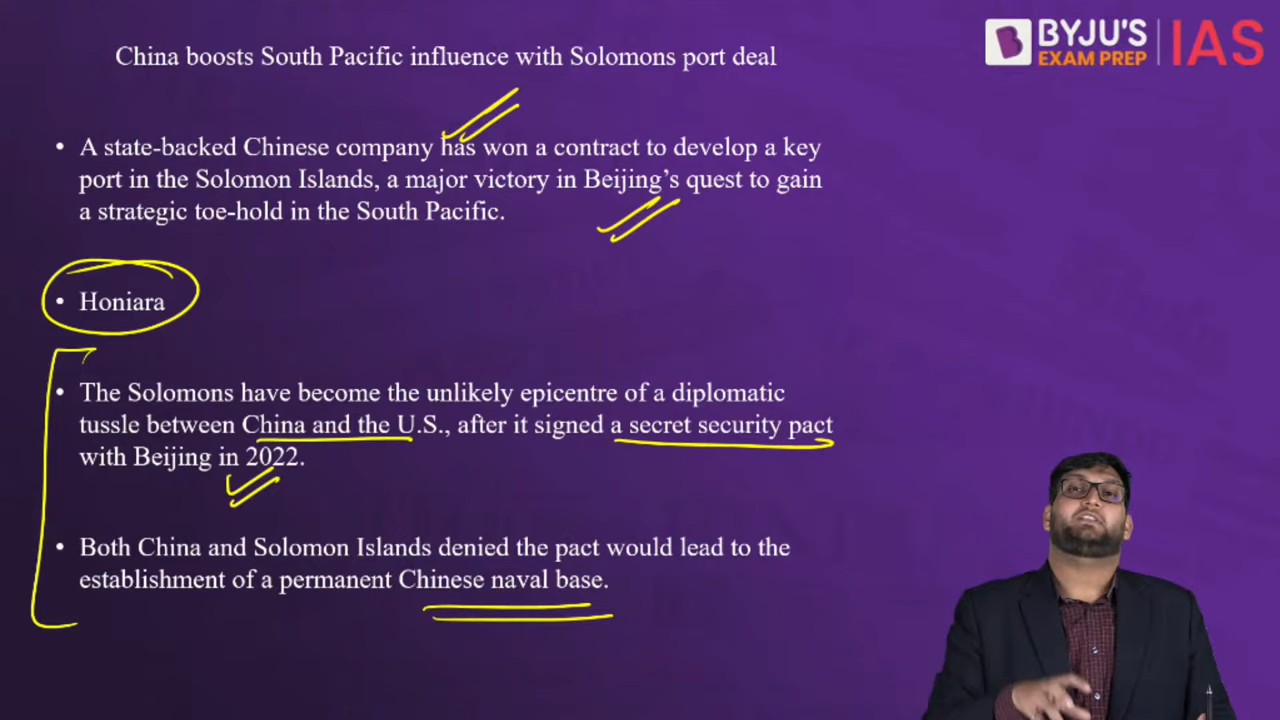 China boosts South Pacific influence with Solomons port deal
BYJU'S
EXAM PREP
IAS
• A state-backed Chinese company has won a contract to develop a key
port in the Solomon Islands, a major victory in Beijing's quest to gain
a strategic toe-hold in the South Pacific.
• Honiara
• The Solomons have become the unlikely epicentre of a diplomatic
tussle between China and the U.S., after it signed a secret security pact
with Beijing in 2022.
• Both China and Solomon Islands denied the pact would lead to the
establishment of a permanent Chinese naval base.